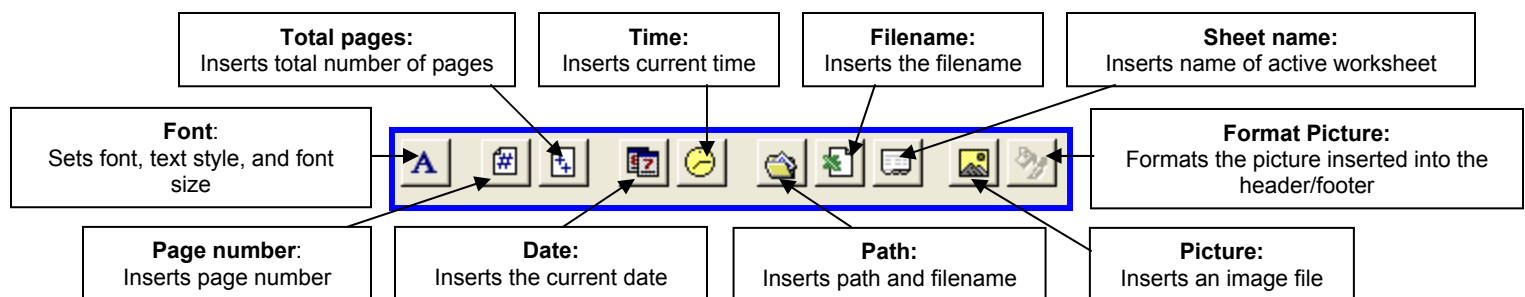 Total pages:
Inserts total number of pages
Time:
Inserts current time
Filename:
Inserts the filename
Sheet name:
Inserts name of active worksheet
Font:
Sets font, text style, and font
size
A
#
Format Picture:
Formats the picture inserted into the
header/footer
Page number:
Inserts page number
Date:
Inserts the current date
Path:
Inserts path and filename
Picture:
Inserts an image file